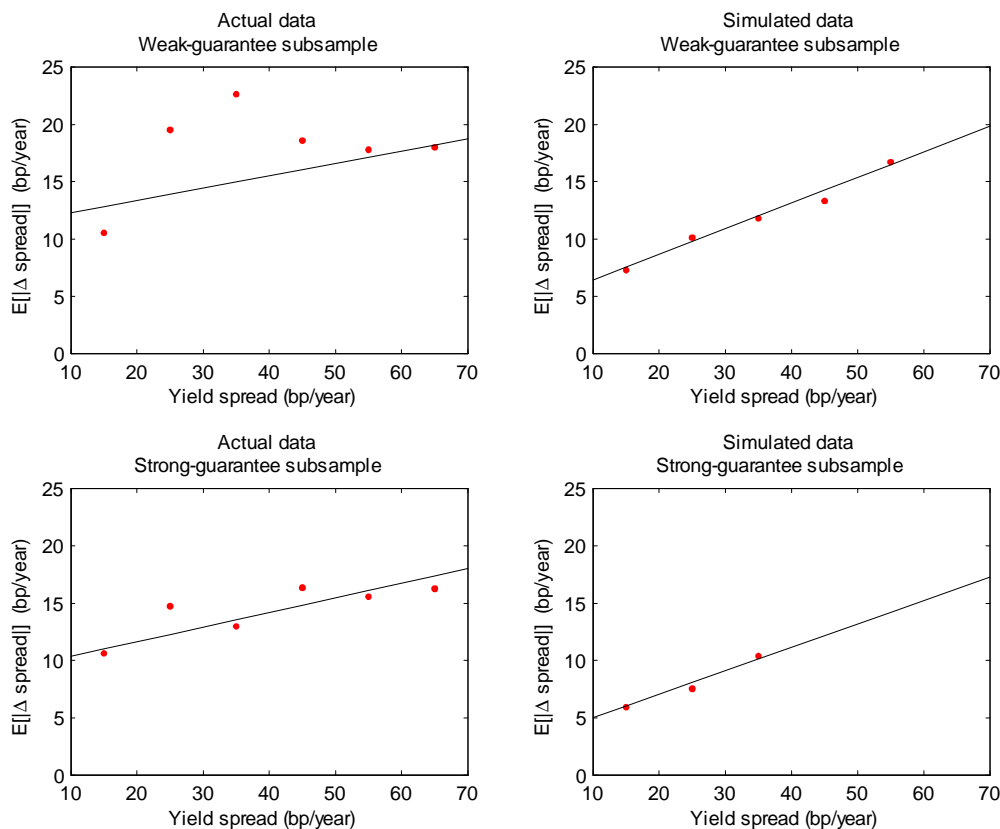 Actual data
Weak-guarantee subsample
25
20
15
10
5
0
10 20 30 40 50 60 70
E[|Δ spread|] (bp/year)
Yield spread (bp/year)
Simulated data
Weak-guarantee subsample
25
20
15
10
5
0
10 20 30 40 50 60 70
E[|Δ spread|] (bp/year)
Yield spread (bp/year)
Actual data
Strong-guarantee subsample
25
20
15
10
5
0
10 20 30 40 50 60 70
E[|Δ spread|] (bp/year)
Yield spread (bp/year)
Simulated data
Strong-guarantee subsample
25
20
15
10
5
0
10 20 30 40 50 60 70
E[|Δ spread|] (bp/year)
Yield spread (bp/year)